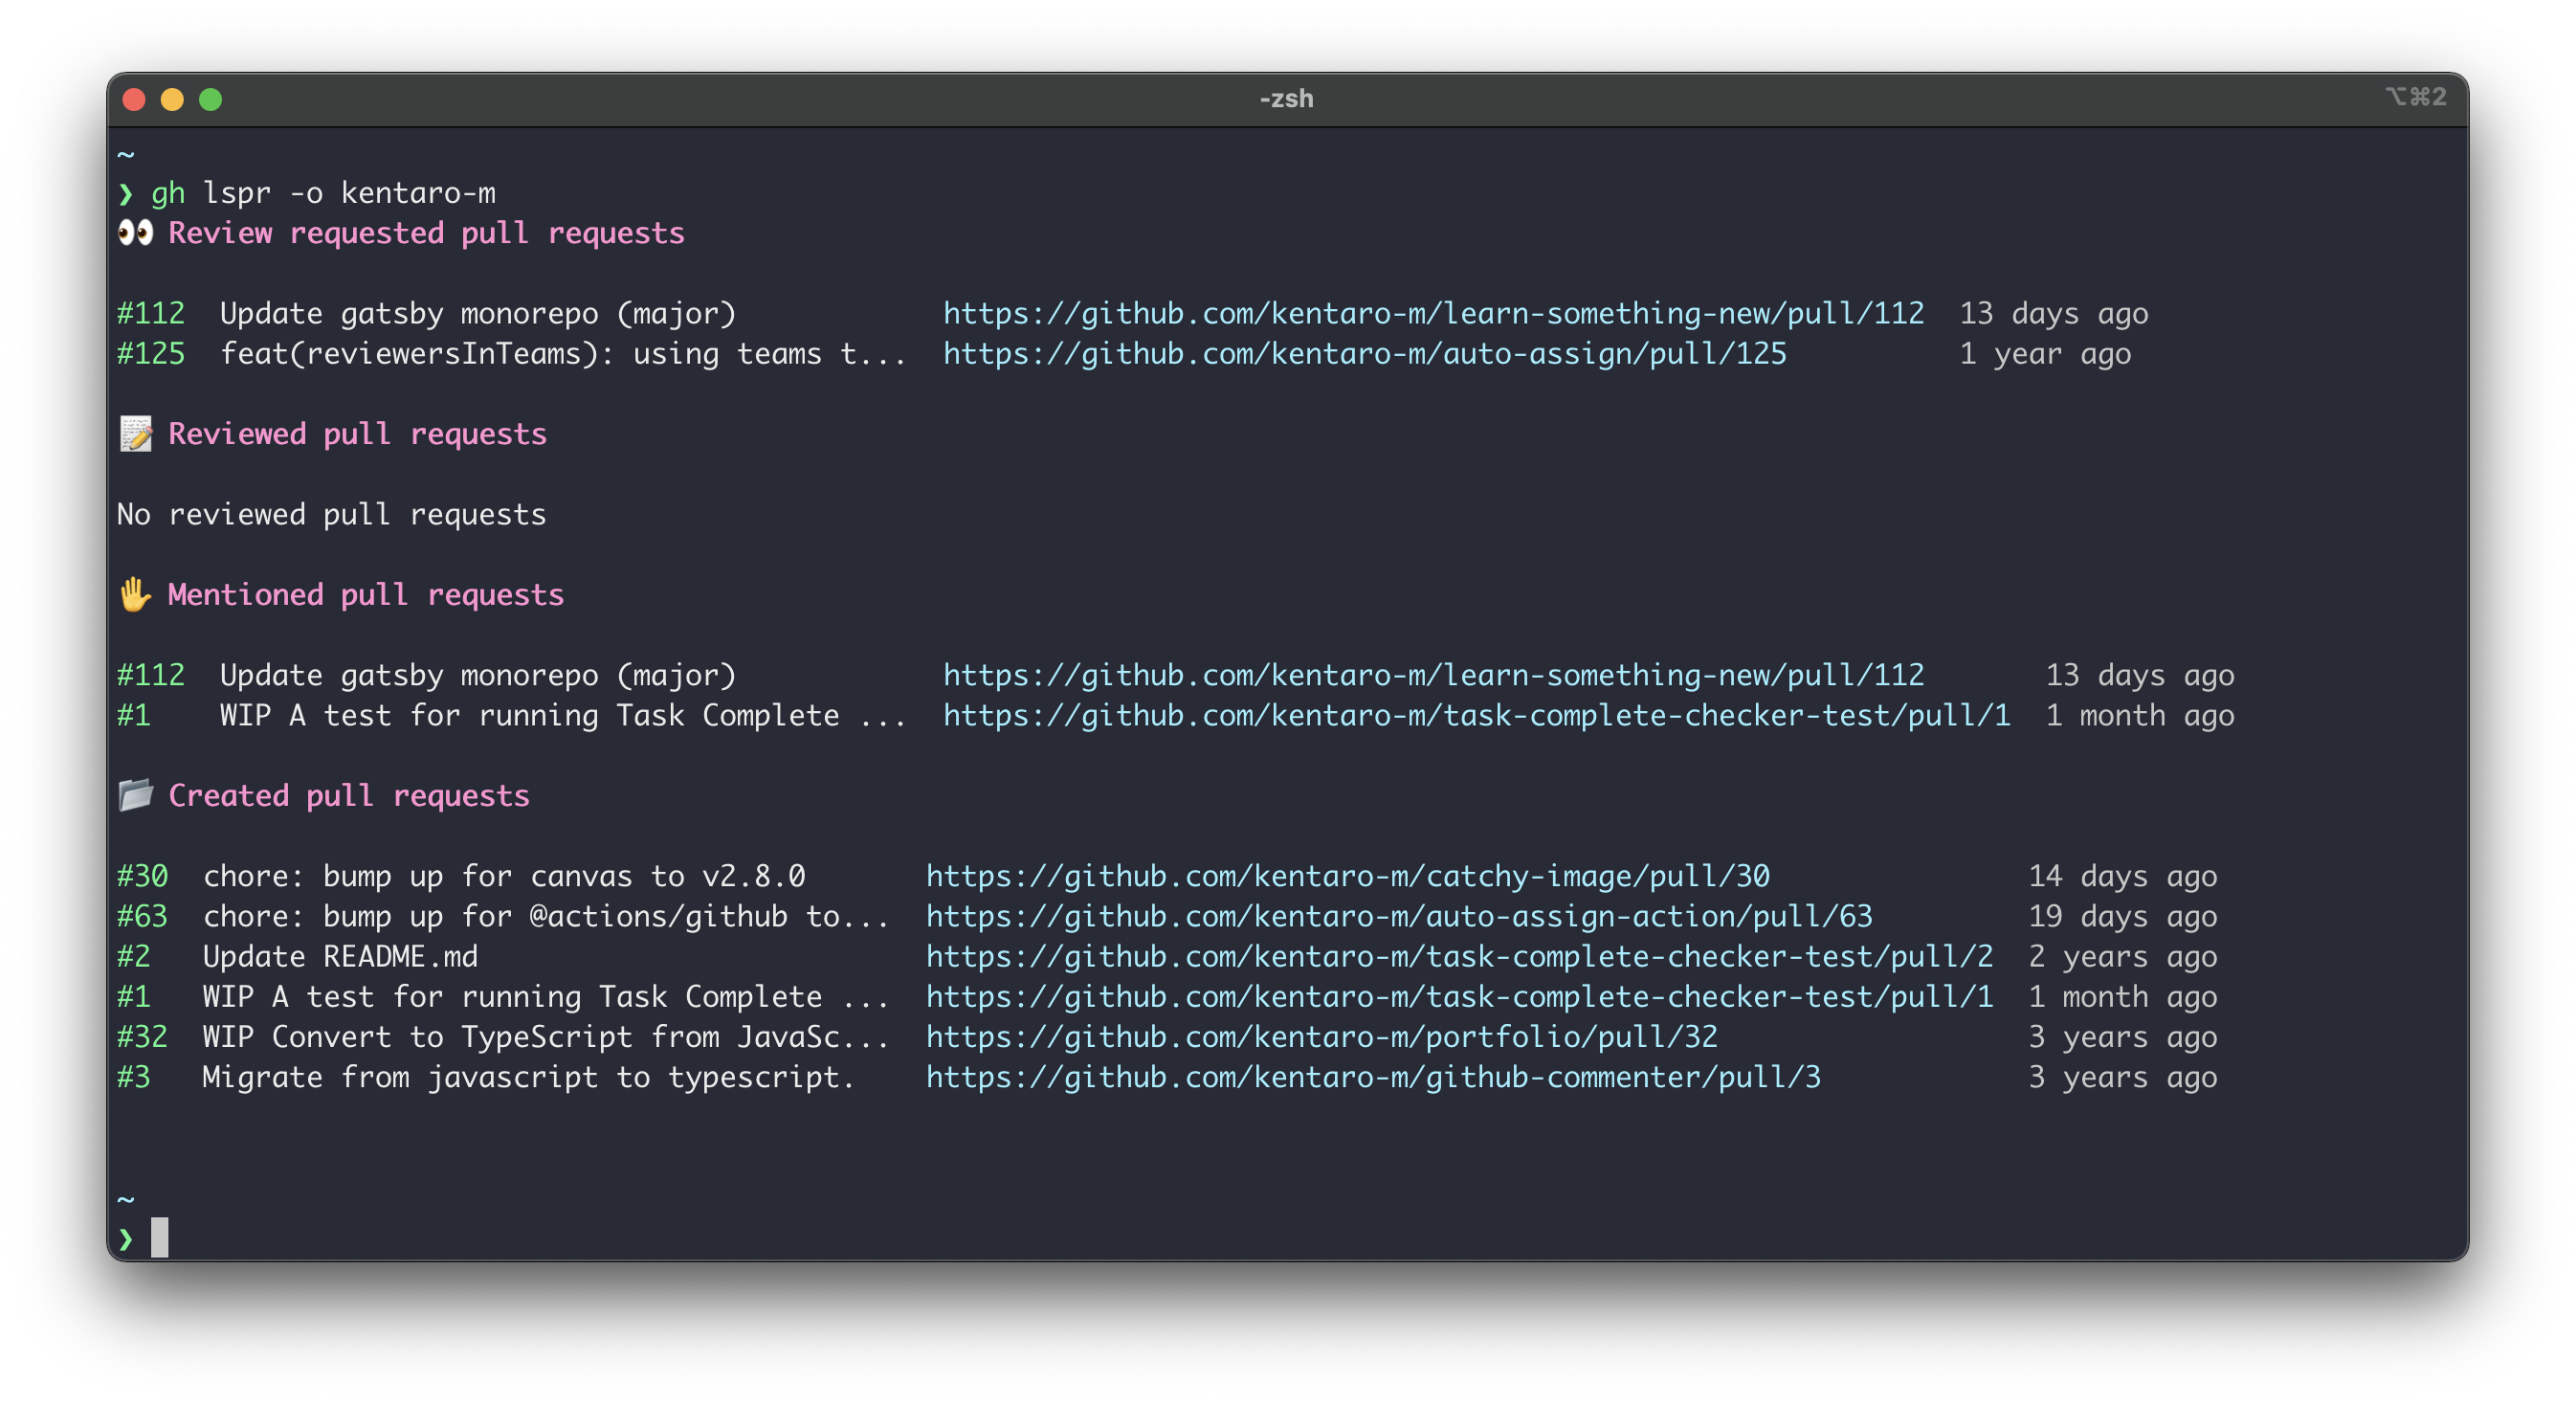 -zsh ⌥⌘2
~
❯ gh lspr -o kentaro-m
👀 Review requested pull requests
#112 Update gatsby monorepo (major) https://github.com/kentaro-m/learn-something-new/pull/112 13 days ago
#125 feat(reviewersInTeams): using teams t... https://github.com/kentaro-m/auto-assign/pull/125 1 year ago
📝 Reviewed pull requests
No reviewed pull requests
✋ Mentioned pull requests
#112 Update gatsby monorepo (major) https://github.com/kentaro-m/learn-something-new/pull/112 13 days ago
#1 WIP A test for running Task Complete ... https://github.com/kentaro-m/task-complete-checker-test/pull/1 1 month ago
📂 Created pull requests
#30 chore: bump up for canvas to v2.8.0 https://github.com/kentaro-m/catchy-image/pull/30 14 days ago
#63 chore: bump up for @actions/github to... https://github.com/kentaro-m/auto-assign-action/pull/63 19 days ago
#2 Update README.md https://github.com/kentaro-m/task-complete-checker-test/pull/2 2 years ago
#1 WIP A test for running Task Complete ... https://github.com/kentaro-m/task-complete-checker-test/pull/1 1 month ago
#32 WIP Convert to TypeScript from JavaSc... https://github.com/kentaro-m/portfolio/pull/32 3 years ago
#3 Migrate from javascript to typescript. https://github.com/kentaro-m/github-commenter/pull/3 3 years ago
~
❯